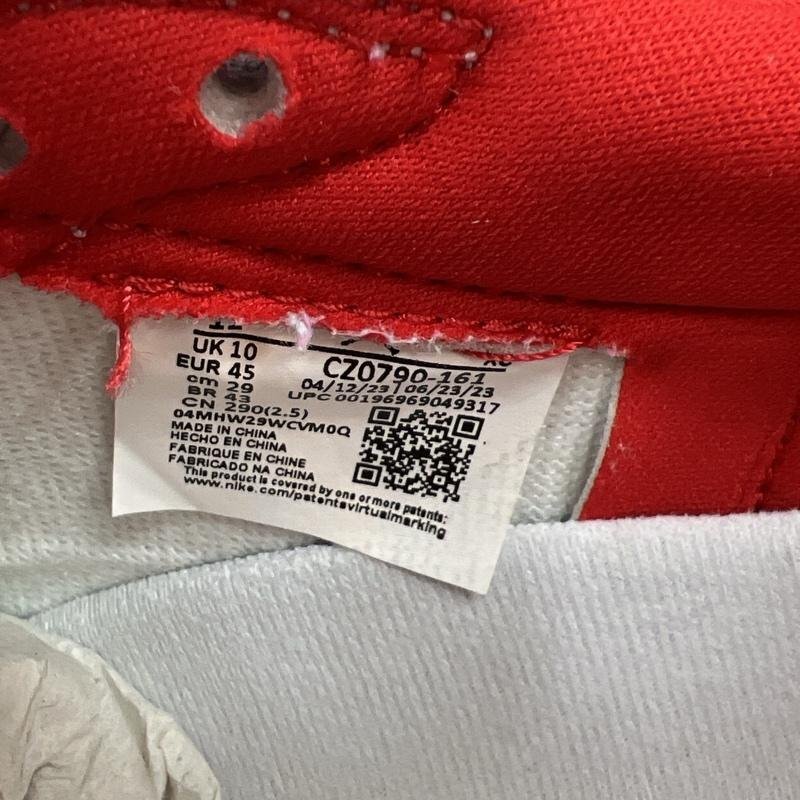 11
UK 10
EUR 45
cm 29
BR 43
CN 290(2.5)
04MHW29WCVM0Q
MADE IN CHINA
HECHO EN CHINA
FABRIQUE EN CHINE
FABRICADO NA CHINA
This product is covered by one or more patents:
www.nike.com/patentsvirtualmarking
CZ0790-161
04/12/23 / 06/23/23
UPC 00196969049317